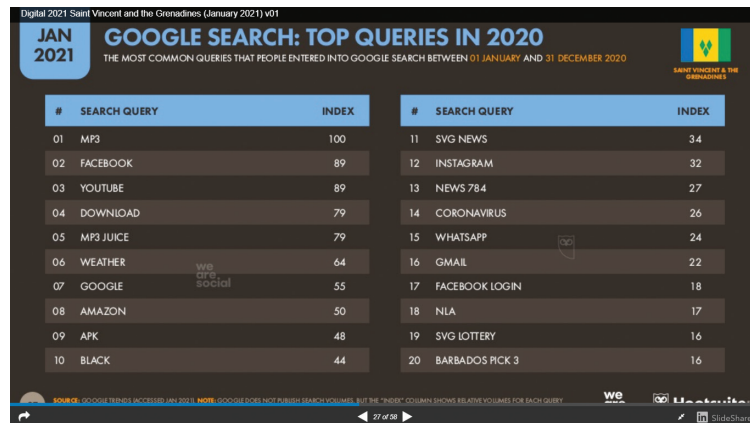 Digital 2021 Saint Vincent and the Grenadines (January 2021) v01
JAN
2021
GOOGLE SEARCH: TOP QUERIES IN 2020
THE MOST COMMON QUERIES THAT PEOPLE ENTERED INTO GOOGLE SEARCH BETWEEN 01 JANUARY AND 31 DECEMBER 2020
SAINT VINCENT & THE
GRENADINES
# SEARCH QUERY INDEX
01 MP3 100
02 FACEBOOK 89
03 YOUTUBE 89
04 DOWNLOAD 79
05 MP3 JUICE 79
06 WEATHER 64
07 GOOGLE 55
08 AMAZON 50
09 APK 48
10 BLACK 44
# SEARCH QUERY INDEX
11 SVG NEWS 34
12 INSTAGRAM 32
13 NEWS 784 27
14 CORONAVIRUS 26
15 WHATSAPP 24
16 GMAIL 22
17 FACEBOOK LOGIN 18
18 NLA 17
19 SVG LOTTERY 16
20 BARBADOS PICK 3 16
we
are
social
SOURCE: GOOGLE TRENDS (ACCESSED JAN 2021). NOTE: GOOGLE DOES NOT PUBLISH SEARCH VOLUMES, BUT THE "INDEX" COLUMN SHOWS RELATIVE VOLUMES FOR EACH QUERY
we
27 of 58
in SlideShare